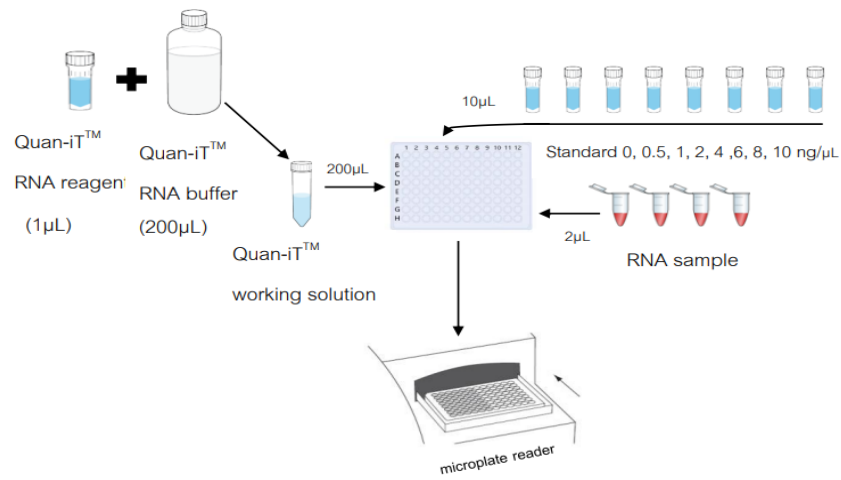 Quan-iT™
RNA reagent
(1µL)
Quan-iT™
RNA buffer
(200µL)
Quan-iT™
working solution
200µL
1 2 3 4 5 6 7 8 9 10 11 12
A
B
C
D
E
F
G
H
10µL
Standard 0, 0.5, 1, 2, 4 ,6, 8, 10 ng/µL
2µL
RNA sample
microplate reader